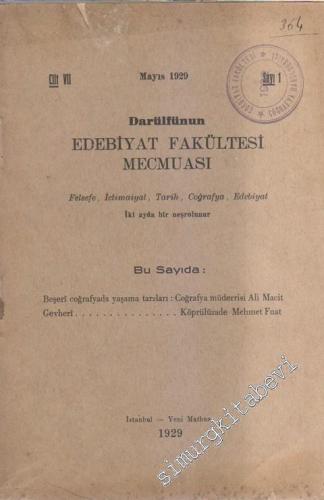 364
Cilt VII
Mayıs 1929
Sayı 1
Darülfünun
EDEBİYAT FAKÜLTESİ
MECMUASI
Felsefe, İctimaiyat, Tarih, Coğrafya, Edebiyat
İki ayda bir neşrolunur
Bu Sayıda :
Beşerî coğrafyada yaşama tarzları : Coğrafya müderrisi Ali Macit
Gevherî . . . . . . . . . . . . . . . Köprülüzade Mehmet Fuat
İstanbul — Yeni Matbaa
1929
simurgkitabevi.com